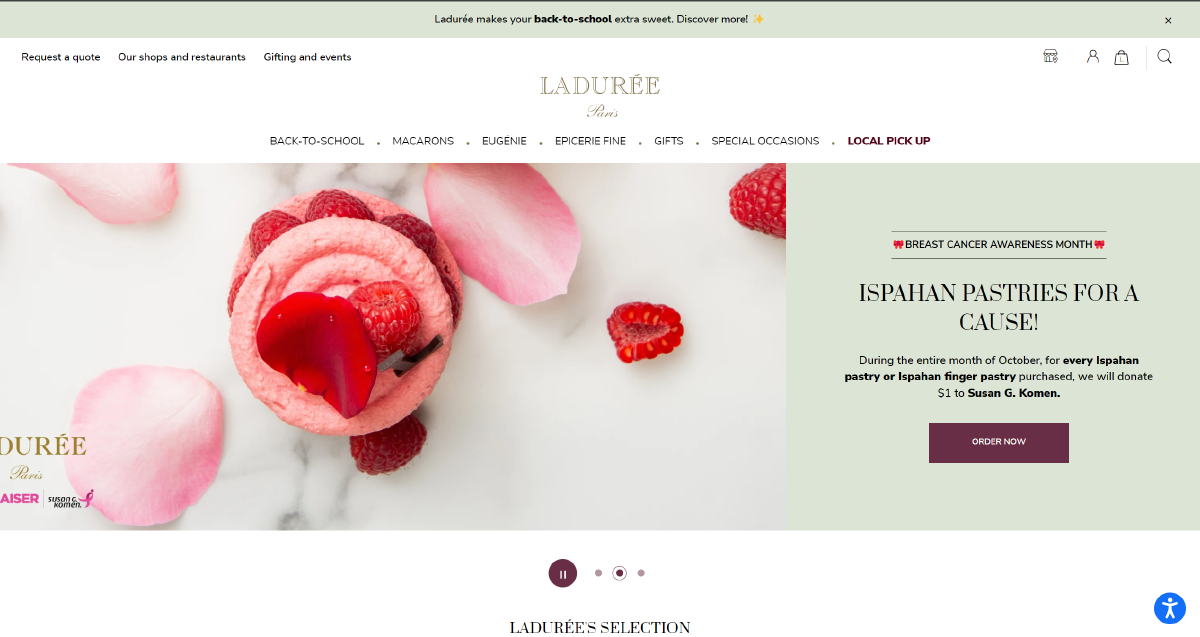 Ladurée makes your back-to-school extra sweet. Discover more! ✨
Request a quote
Our shops and restaurants
Gifting and events
LADURÉE
Paris
BACK-TO-SCHOOL
MACARONS
EUGÉNIE
EPICERIE FINE
GIFTS
SPECIAL OCCASIONS
LOCAL PICK UP
DURÉE
Paris
AISER
susan g.
komen.
🎀BREAST CANCER AWARENESS MONTH🎀
ISPAHAN PASTRIES FOR A
CAUSE!
During the entire month of October, for every Ispahan
pastry or Ispahan finger pastry purchased, we will donate
$1 to Susan G. Komen.
ORDER NOW
LADURÉE'S SELECTION